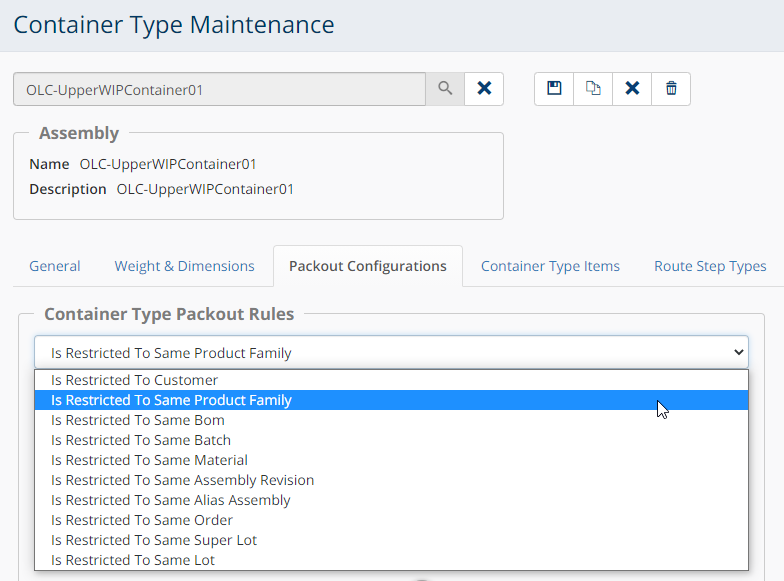 Container Type Maintenance
OLC-UpperWIPContainer01
Assembly
Name OLC-UpperWIPContainer01
Description OLC-UpperWIPContainer01
General Weight & Dimensions Packout Configurations Container Type Items Route Step Types
Container Type Packout Rules
Is Restricted To Same Product Family
Is Restricted To Customer
Is Restricted To Same Product Family
Is Restricted To Same Bom
Is Restricted To Same Batch
Is Restricted To Same Material
Is Restricted To Same Assembly Revision
Is Restricted To Same Alias Assembly
Is Restricted To Same Order
Is Restricted To Same Super Lot
Is Restricted To Same Lot